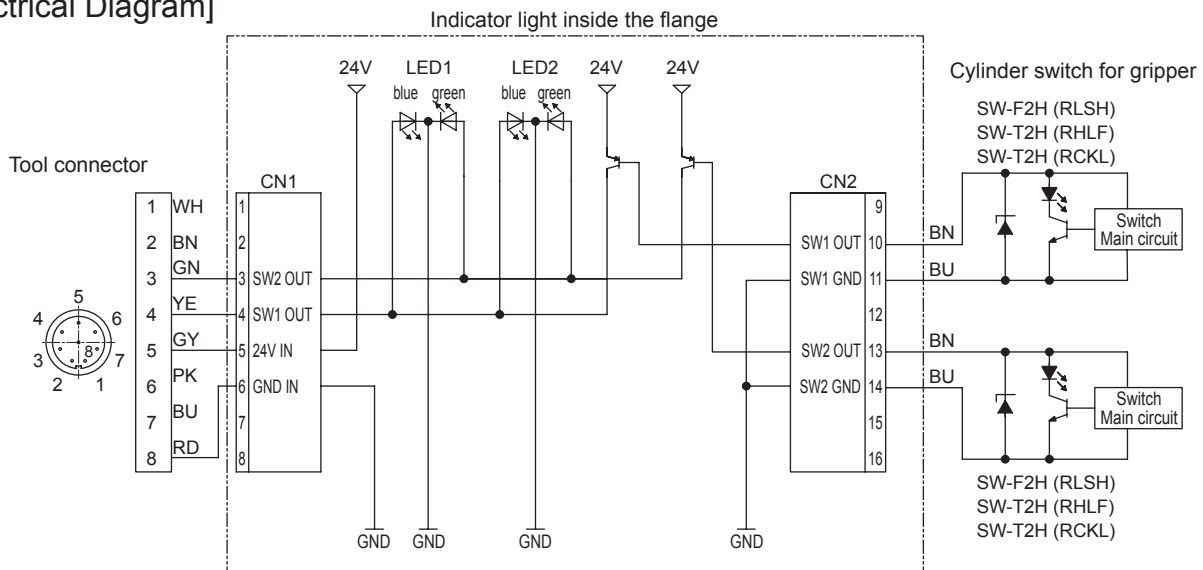 ctrical Diagram]
Indicator light inside the flange
24V LED1 LED2 24V 24V
blue green blue green
Cylinder switch for gripper
SW-F2H (RLSH)
SW-T2H (RHLF)
SW-T2H (RCKL)
Tool connector
CN1
CN2
1 WH
2 BN
3 GN
4 YE
5 GY
6 PK
7 BU
8 RD
1
2
3 SW2 OUT
4 SW1 OUT
5 24V IN
6 GND IN
7
8
5
4 6
3 8 7
2 1
9
SW1 OUT 10 BN
SW1 GND 11 BU
12
SW2 OUT 13 BN
SW2 GND 14 BU
15
16
Switch
Main circuit
Switch
Main circuit
SW-F2H (RLSH)
SW-T2H (RHLF)
SW-T2H (RCKL)
GND GND GND GND